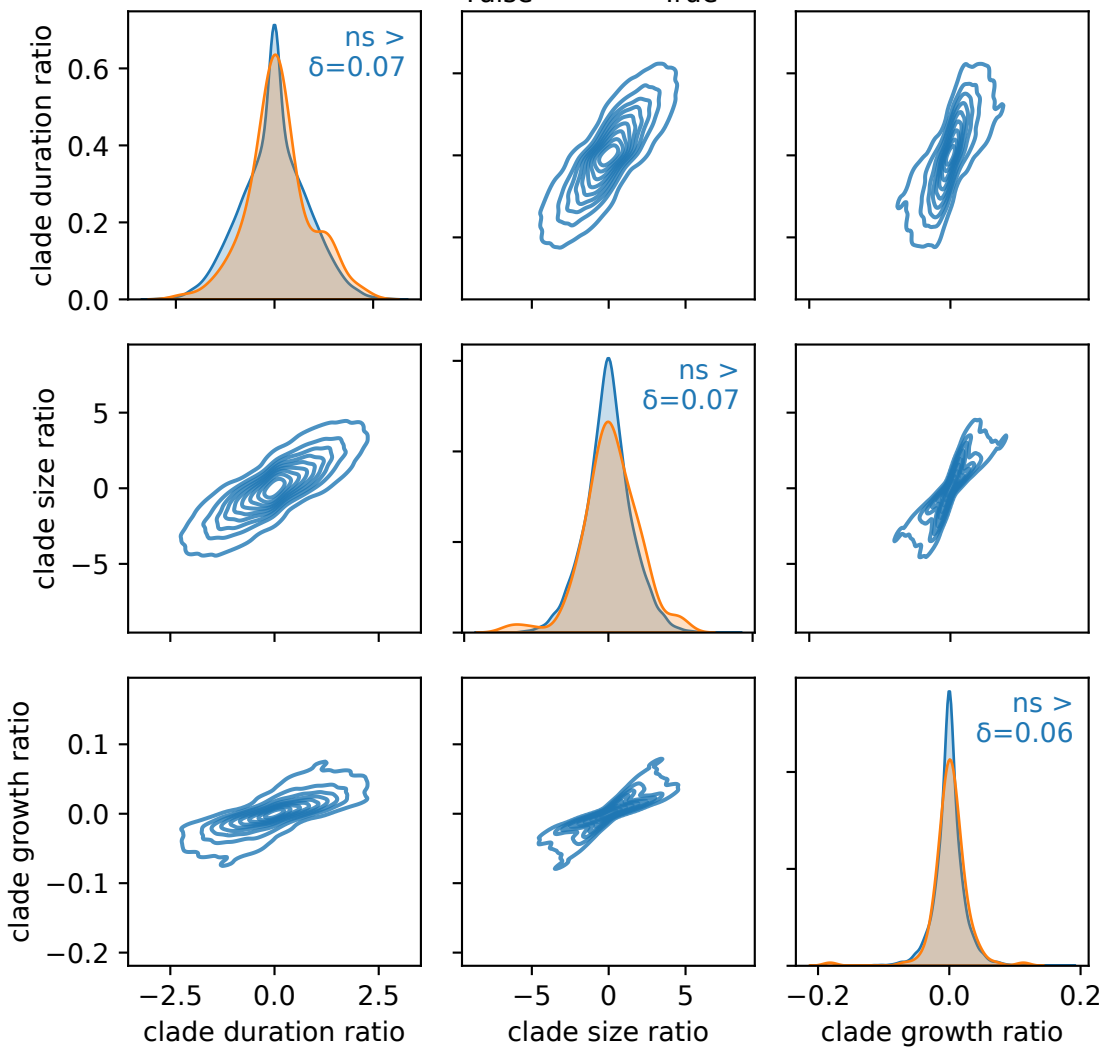 clade duration ratio
0.6
0.4
0.2
0.0
ns >
δ=0.07
clade size ratio
5
0
−5
ns >
δ=0.07
clade growth ratio
0.1
0.0
−0.1
−0.2
ns >
δ=0.06
−2.5 0.0 2.5
−5 0 5
−0.2 0.0 0.2
clade duration ratio
clade size ratio
clade growth ratio